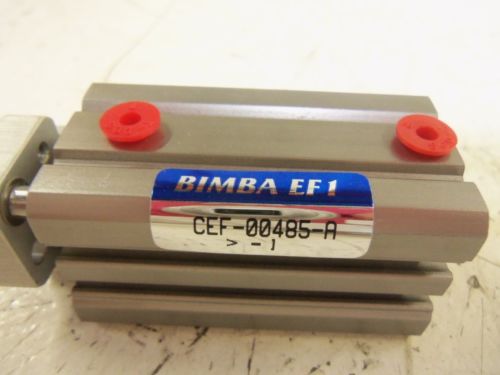 BIMBA EF1
CEF-00485-A
> -1